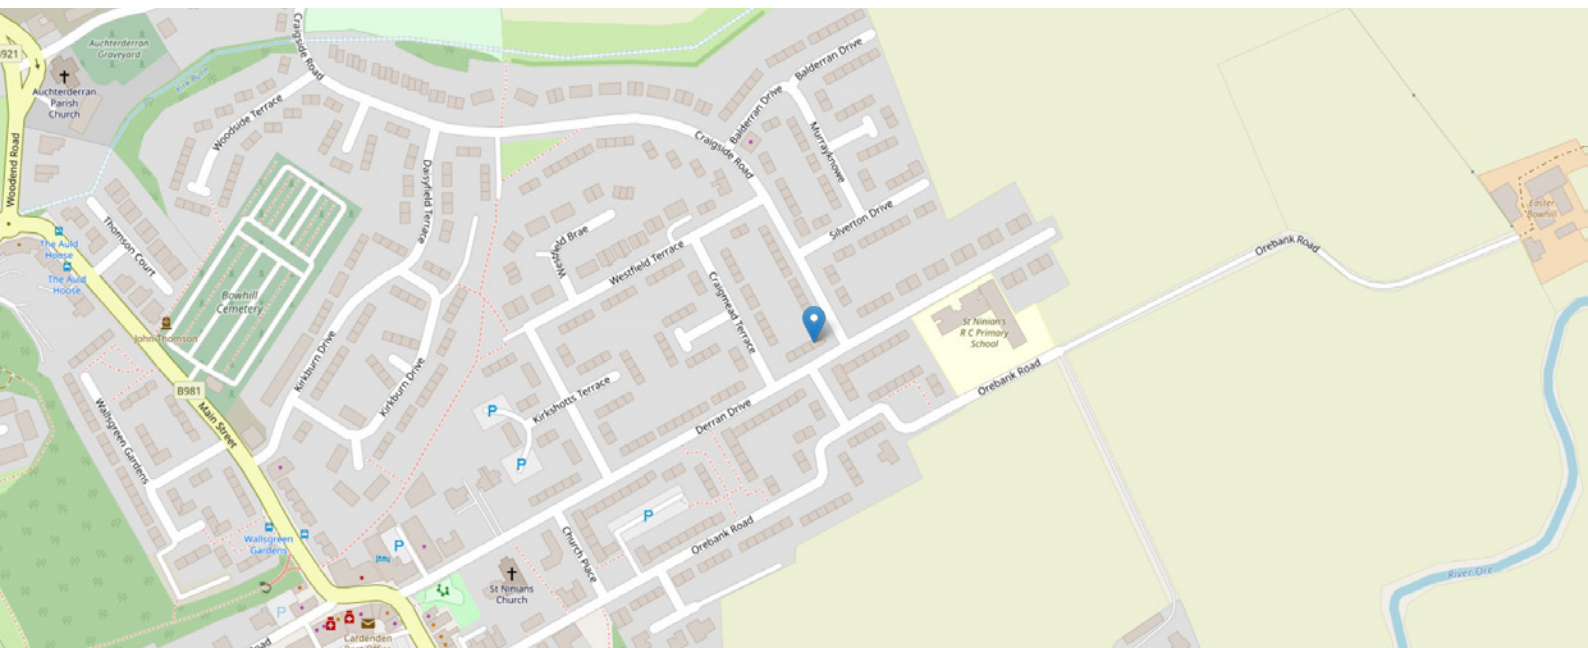 B921
Auchterderran
Graveyard
Auchterderran
Parish
Church
Kirk Burn
Craigside Road
Woodside Terrace
Woodend Road
Thomson Court
The Auld
Hoose
The Auld
Hoose
Bowhill
Cemetery
John Thomson
B981
Main Street
Wallsgreen Gardens
Wallsgreen
Gardens
Daisyfield Terrace
Kirkburn Drive
Kirkburn Drive
Westfield Brae
Westfield Terrace
Craigmead Terrace
Craigside Road
Balderran Drive
Balderran Drive
Murrayknowe
Silverton Drive
St Ninian's
R C Primary
School
Orebank Road
Orebank Road
Easter
Bowhill
Kirkshotts Terrace
P
P
Derran Drive
P
Orebank Road
Church Place
St Ninians
Church
P
P
Cardenden
River Ore